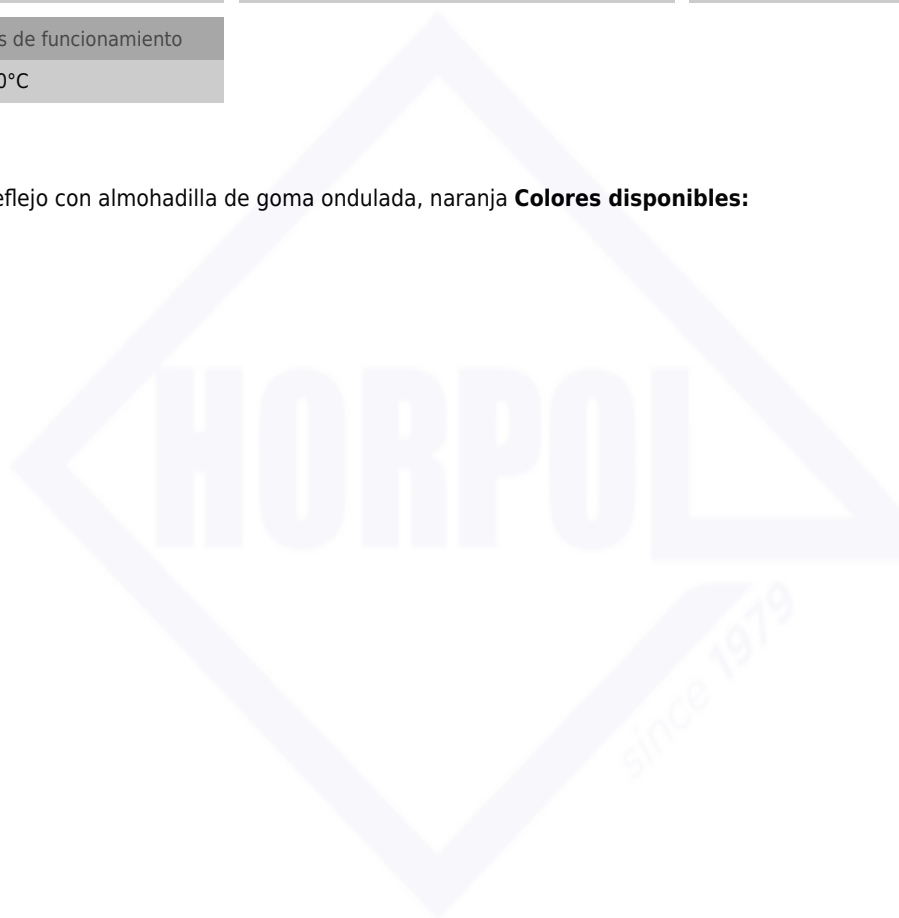 s de funcionamiento
0°C
eflejo con almohadilla de goma ondulada, naranja Colores disponibles:
HORPOL
since 1979